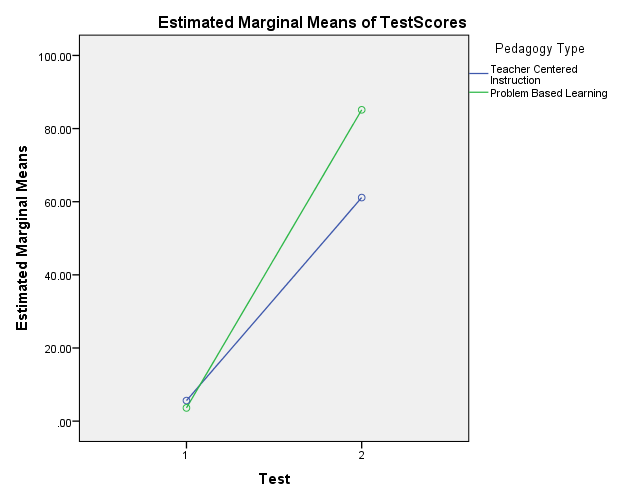 Estimated Marginal Means of TestScores
Pedagogy Type
Teacher Centered
Instruction
Problem Based Learning
Estimated Marginal Means
100.00
80.00
60.00
40.00
20.00
.00
1
2
Test